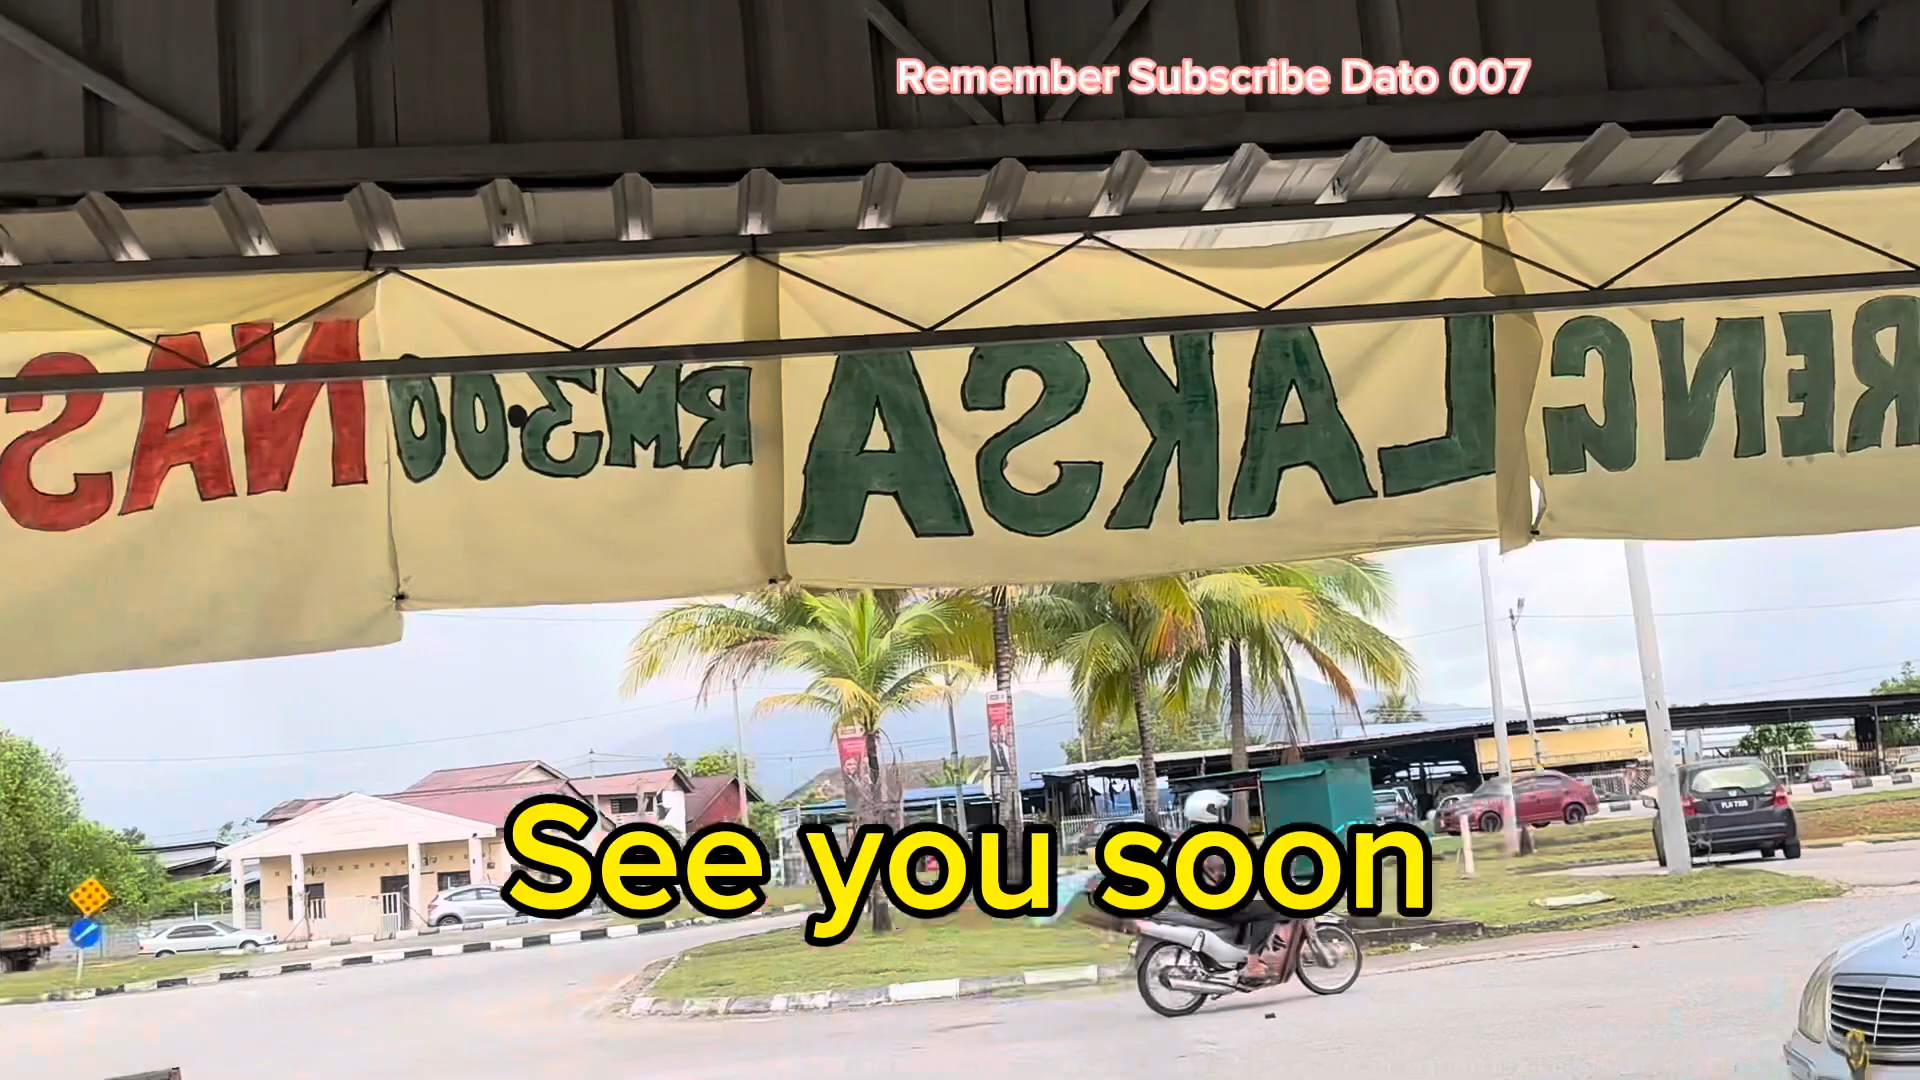 Remember Subscribe Dato 007
RENG
LAKSA
RM3.00
NAS
See you soon